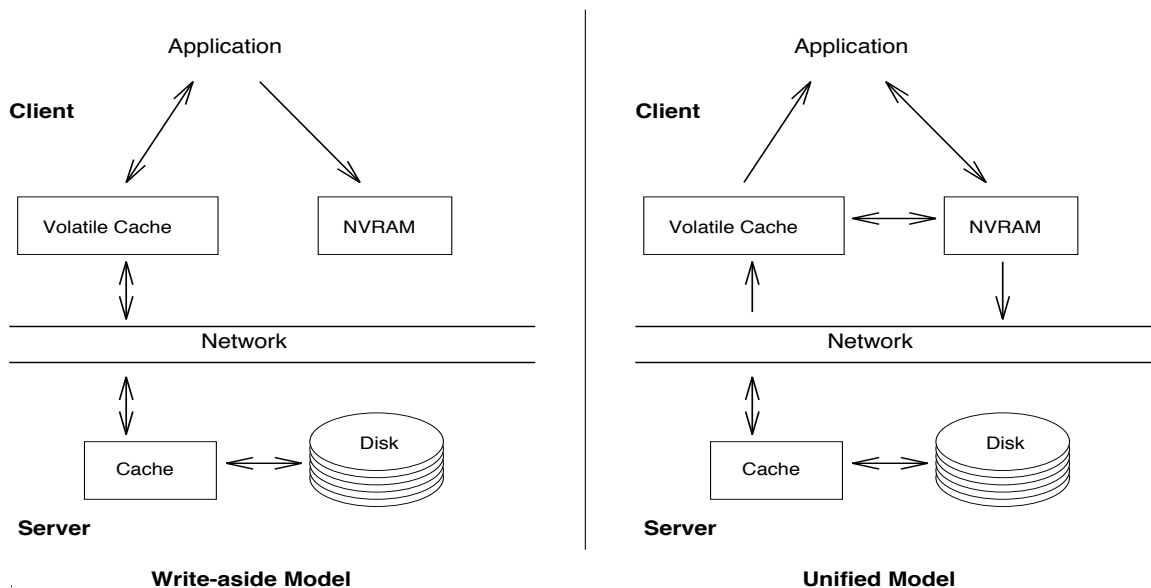 Application
Client
Volatile Cache
NVRAM
Network
Disk
Cache
Server
Write-aside Model
Application
Client
Volatile Cache
NVRAM
Network
Disk
Cache
Server
Unified Model